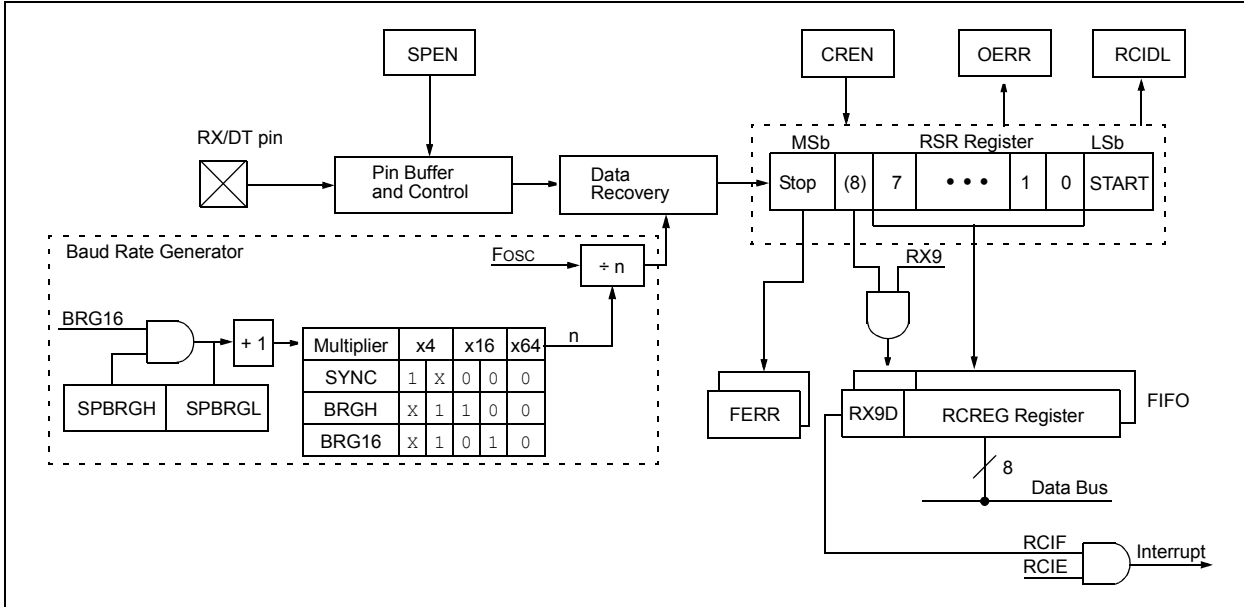 SPEN
CREN
OERR
RCIDL
RX/DT pin
MSb
RSR Register
LSb
Pin Buffer
and Control
Data
Recovery
Stop (8) 7 • • • 1 0 START
Baud Rate Generator
FOSC
÷ n
RX9
BRG16
+ 1
n
Multiplier x4 x16 x64
SYNC 1 X 0 0 0
BRGH X 1 1 0 0
BRG16 X 1 0 1 0
SPBRGH SPBRGL
FERR
RX9D RCREG Register
FIFO
8
Data Bus
RCIF
RCIE
Interrupt